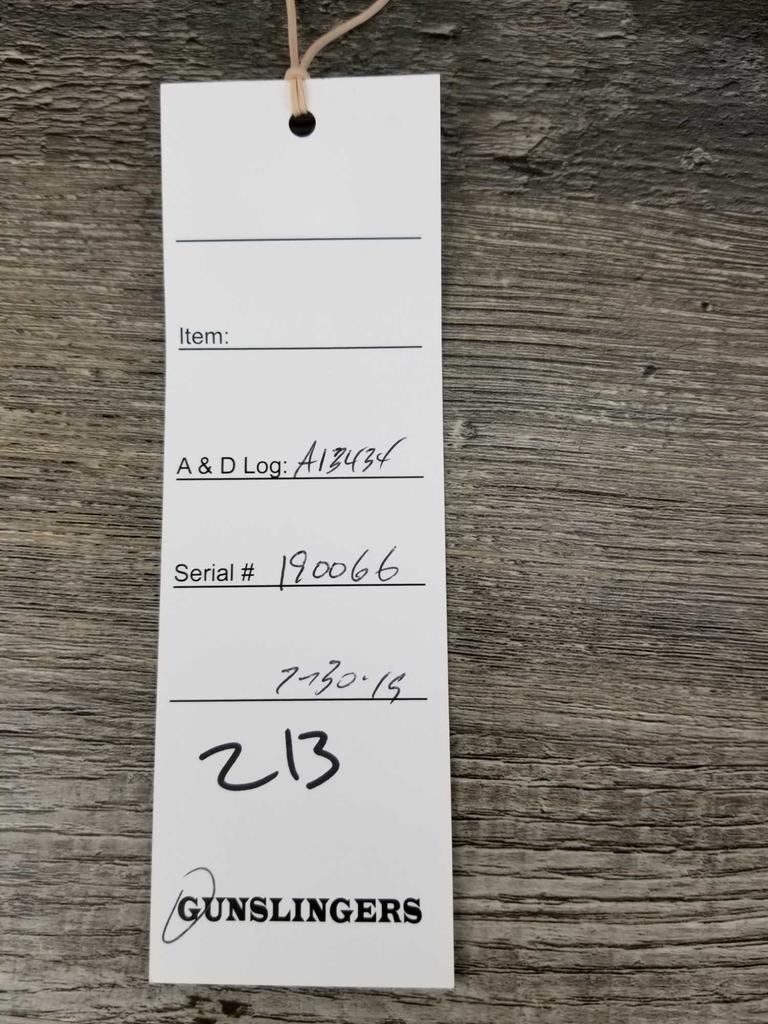 Item:
A & D Log: A13434
Serial # 190066
7-30-19
213
GUNSLINGERS